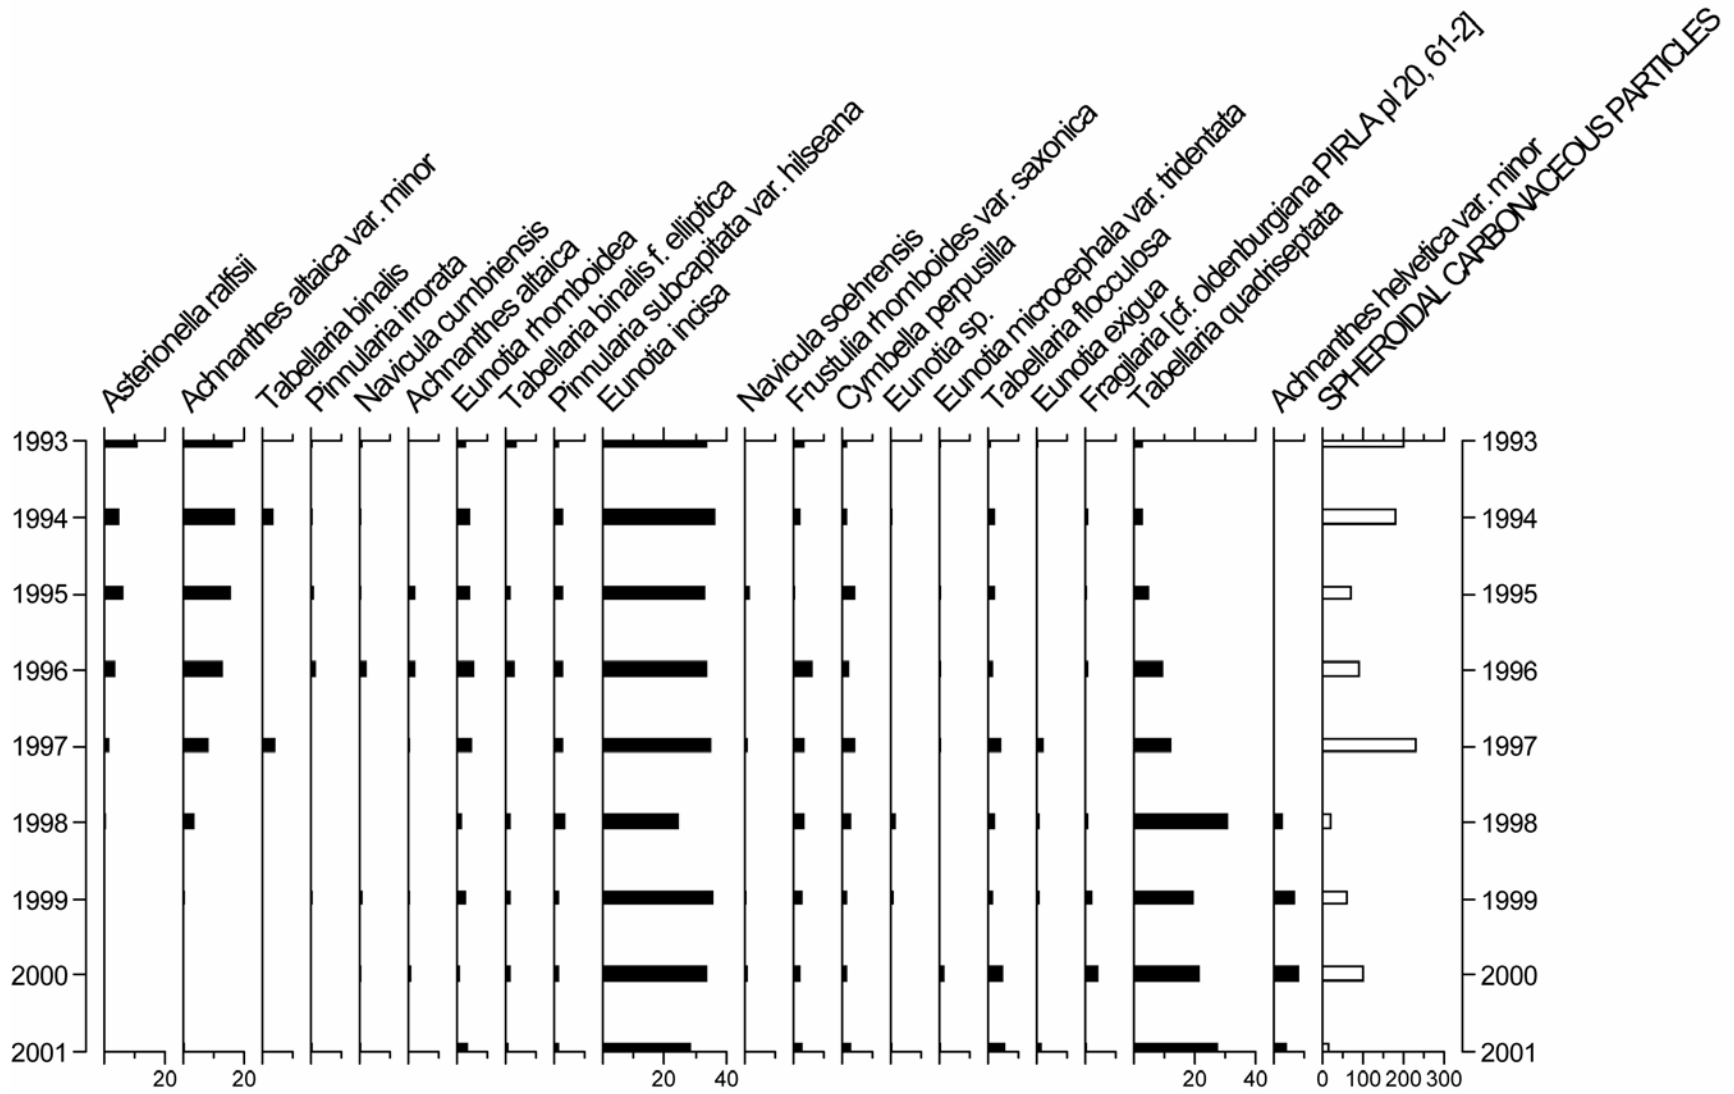 Asterionella ralfsii
Achnanthes altaica var. minor
Tabellaria binalis
Pinnularia irrorata
Navicula cumbriensis
Achnanthes altaica
Eunotia rhomboidea
Tabellaria binalis f. elliptica
Pinnularia subcapitata var. hilseana
Eunotia incisa
Navicula soehrensis
Frustulia rhomboides var. saxonica
Cymbella perpusilla
Eunotia sp.
Eunotia microcephala var. tridentata
Tabellaria flocculosa
Eunotia exigua
Fragilaria [cf. oldenburgiana PIRLA pl 20, 61-2]
Tabellaria quadriseptata
Achnanthes helvetica var. minor
SPHEROIDAL CARBONACEOUS PARTICLES
1993 1993
1994 1994
1995 1995
1996 1996
1997 1997
1998 1998
1999 1999
2000 2000
2001 2001
20 20 20 40 20 40 0 100 200 300